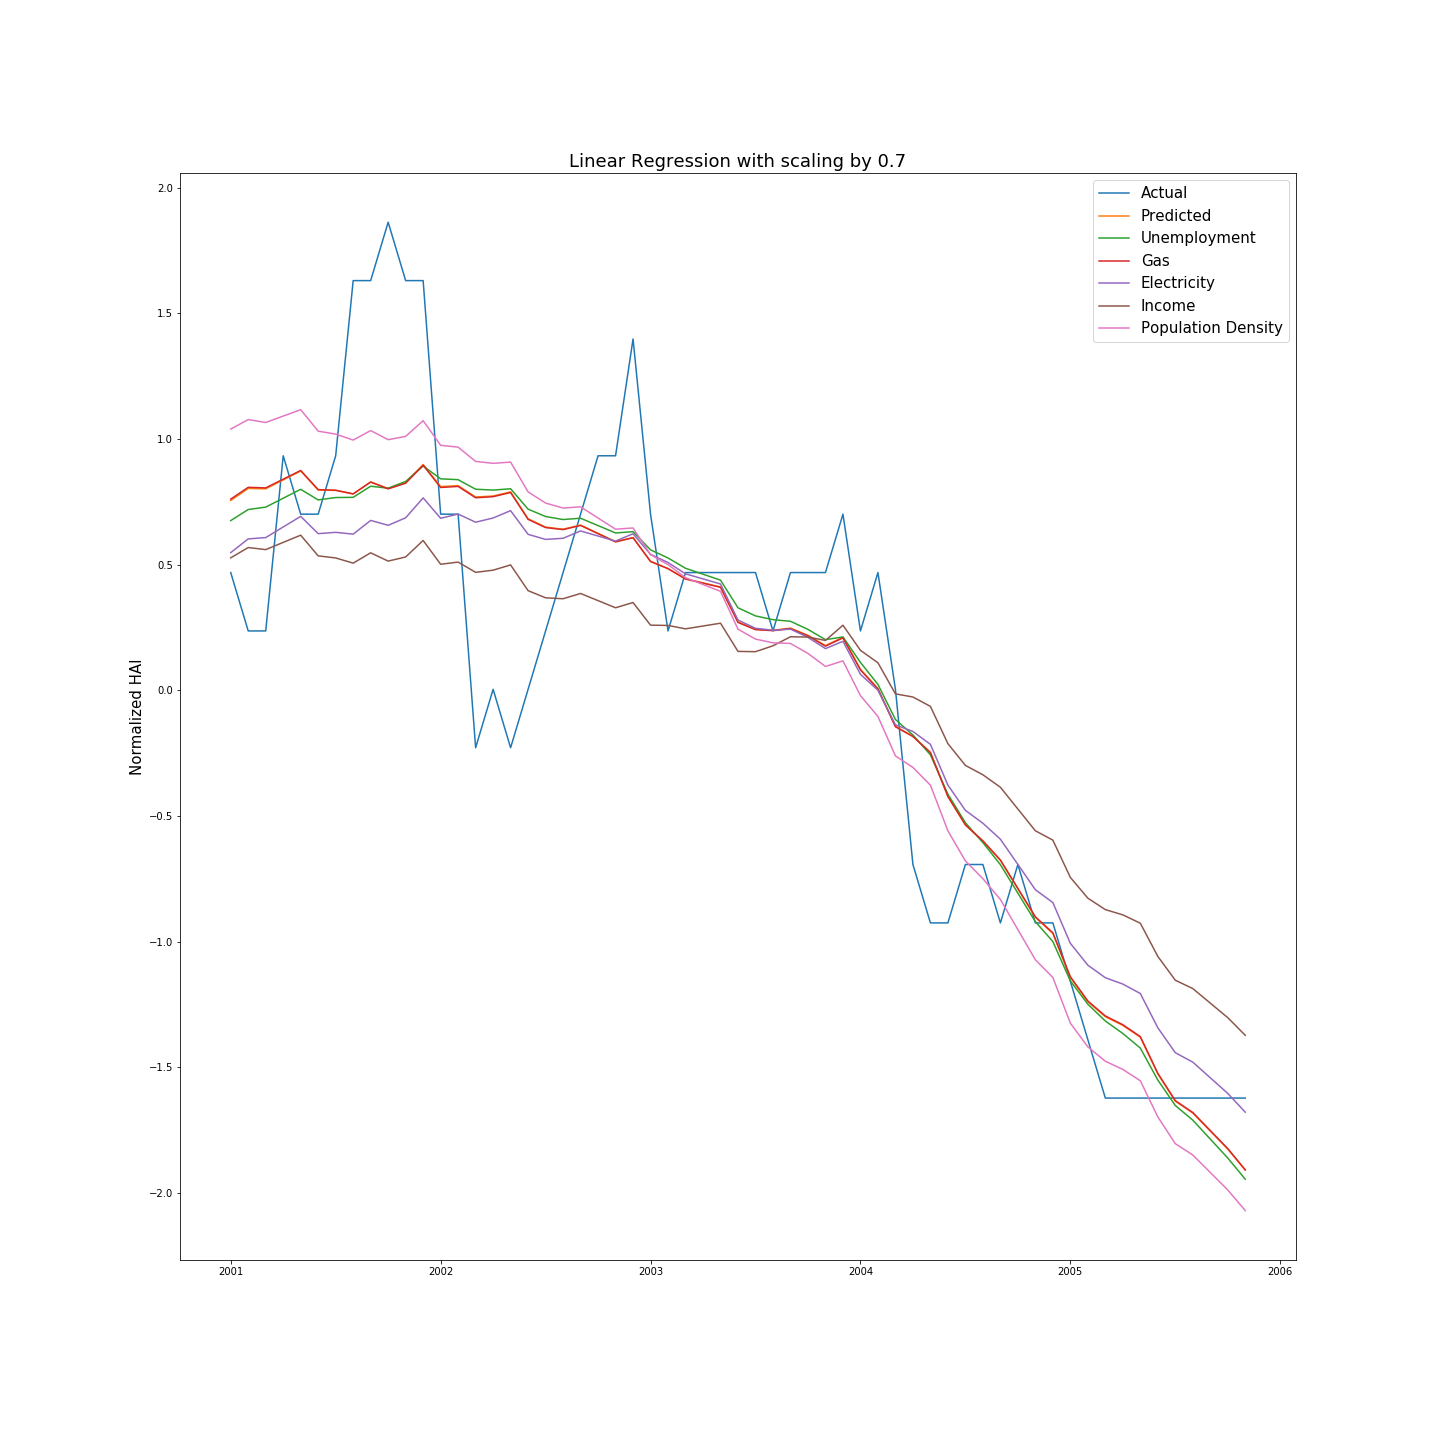 Linear Regression with scaling by 0.7
2.0
1.5
1.0
0.5
0.0
−0.5
−1.0
−1.5
−2.0
Normalized HAI
Actual
Predicted
Unemployment
Gas
Electricity
Income
Population Density
2001 2002 2003 2004 2005 2006